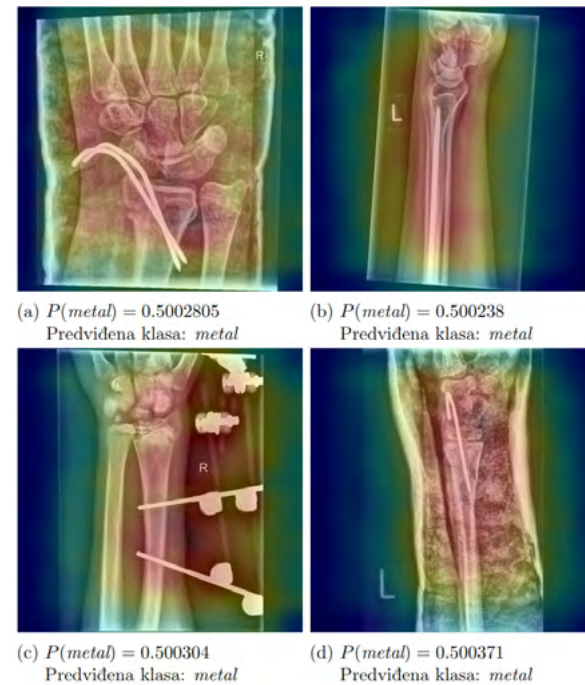 R
L
(a) P(metal) = 0.5002805
Predviđena klasa: metal
(b) P(metal) = 0.500238
Predviđena klasa: metal
R
L
(c) P(metal) = 0.500304
Predviđena klasa: metal
(d) P(metal) = 0.500371
Predviđena klasa: metal